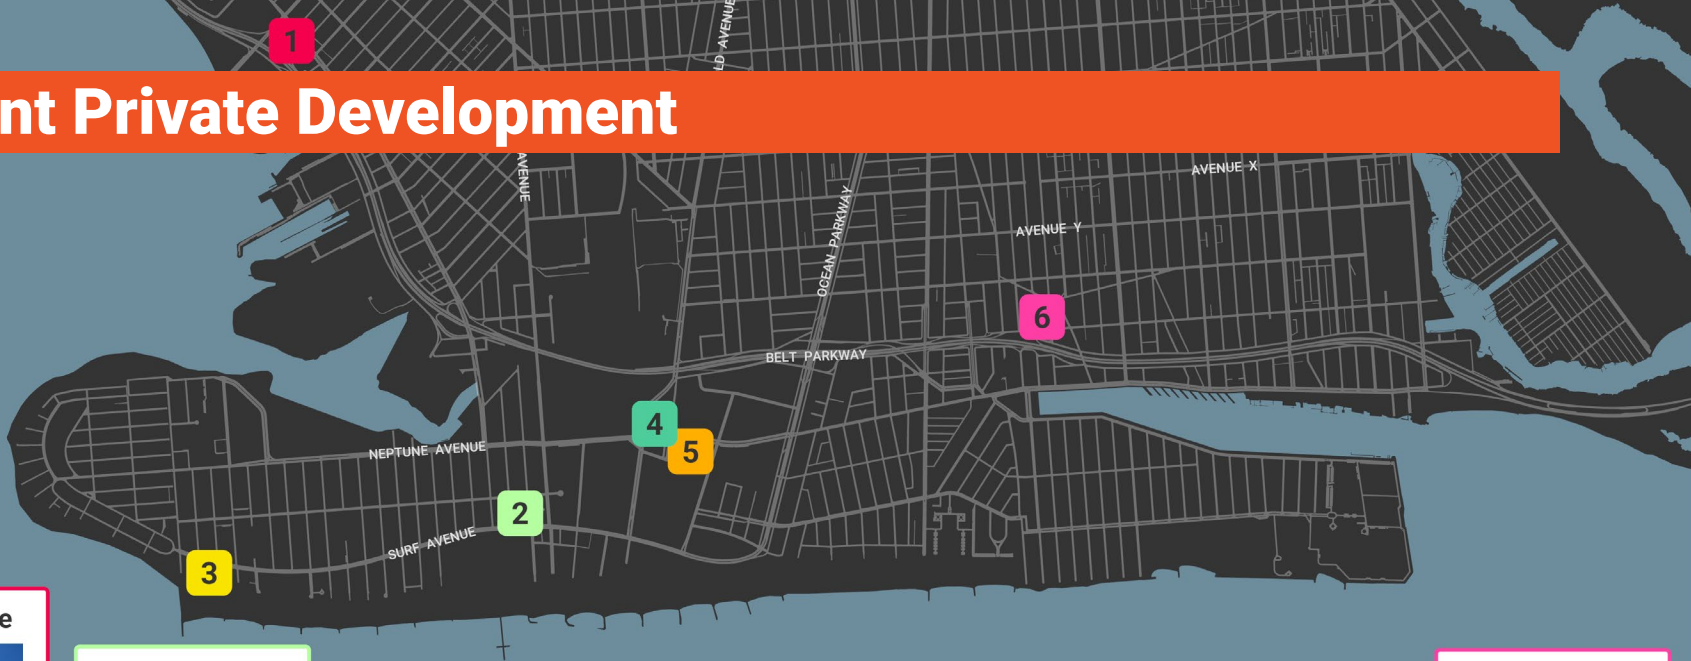 1
LD AVENUE
nt Private Development
AVENUE
AVENUE X
OCEAN PARKWAY
AVENUE Y
6
BELT PARKWAY
4
5
NEPTUNE AVENUE
2
SURF AVENUE
3
e